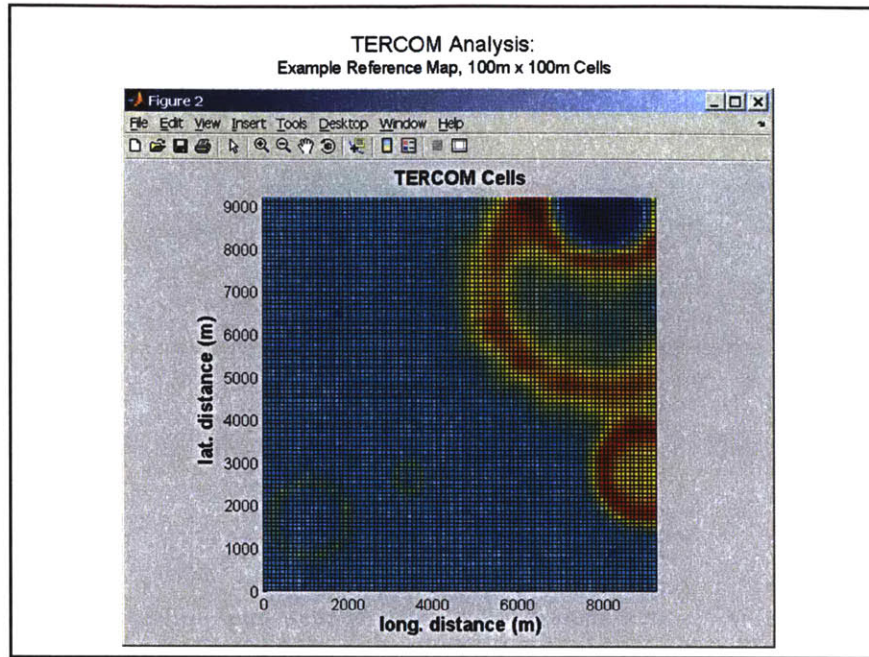 TERCOM Analysis:
Example Reference Map, 100m x 100m Cells
Figure 2
File Edit View Insert Tools Desktop Window Help
TERCOM Cells
9000
8000
7000
6000
5000
4000
3000
2000
1000
0
lat. distance (m)
0 2000 4000 6000 8000
long. distance (m)